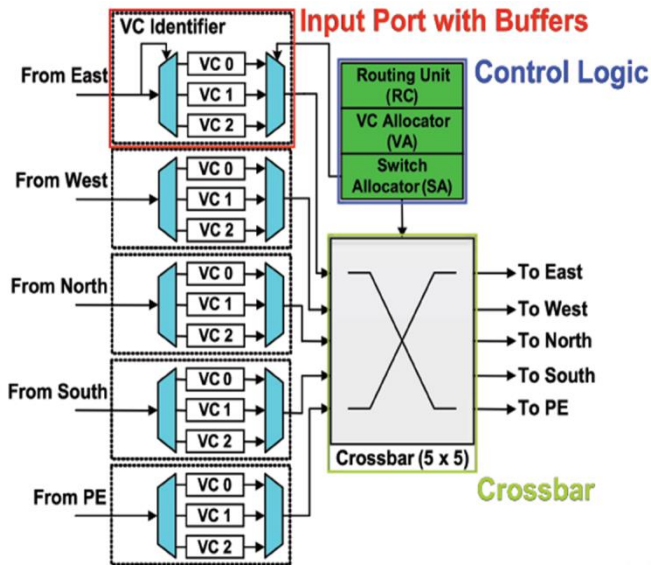 Input Port with Buffers
VC Identifier
From East
VC 0
VC 1
VC 2
Routing Unit
(RC)
VC Allocator
(VA)
Switch
Allocator (SA)
Control Logic
From West
VC 0
VC 1
VC 2
From North
VC 0
VC 1
VC 2
From South
VC 0
VC 1
VC 2
From PE
VC 0
VC 1
VC 2
To East
To West
To North
To South
To PE
Crossbar (5 x 5)
Crossbar